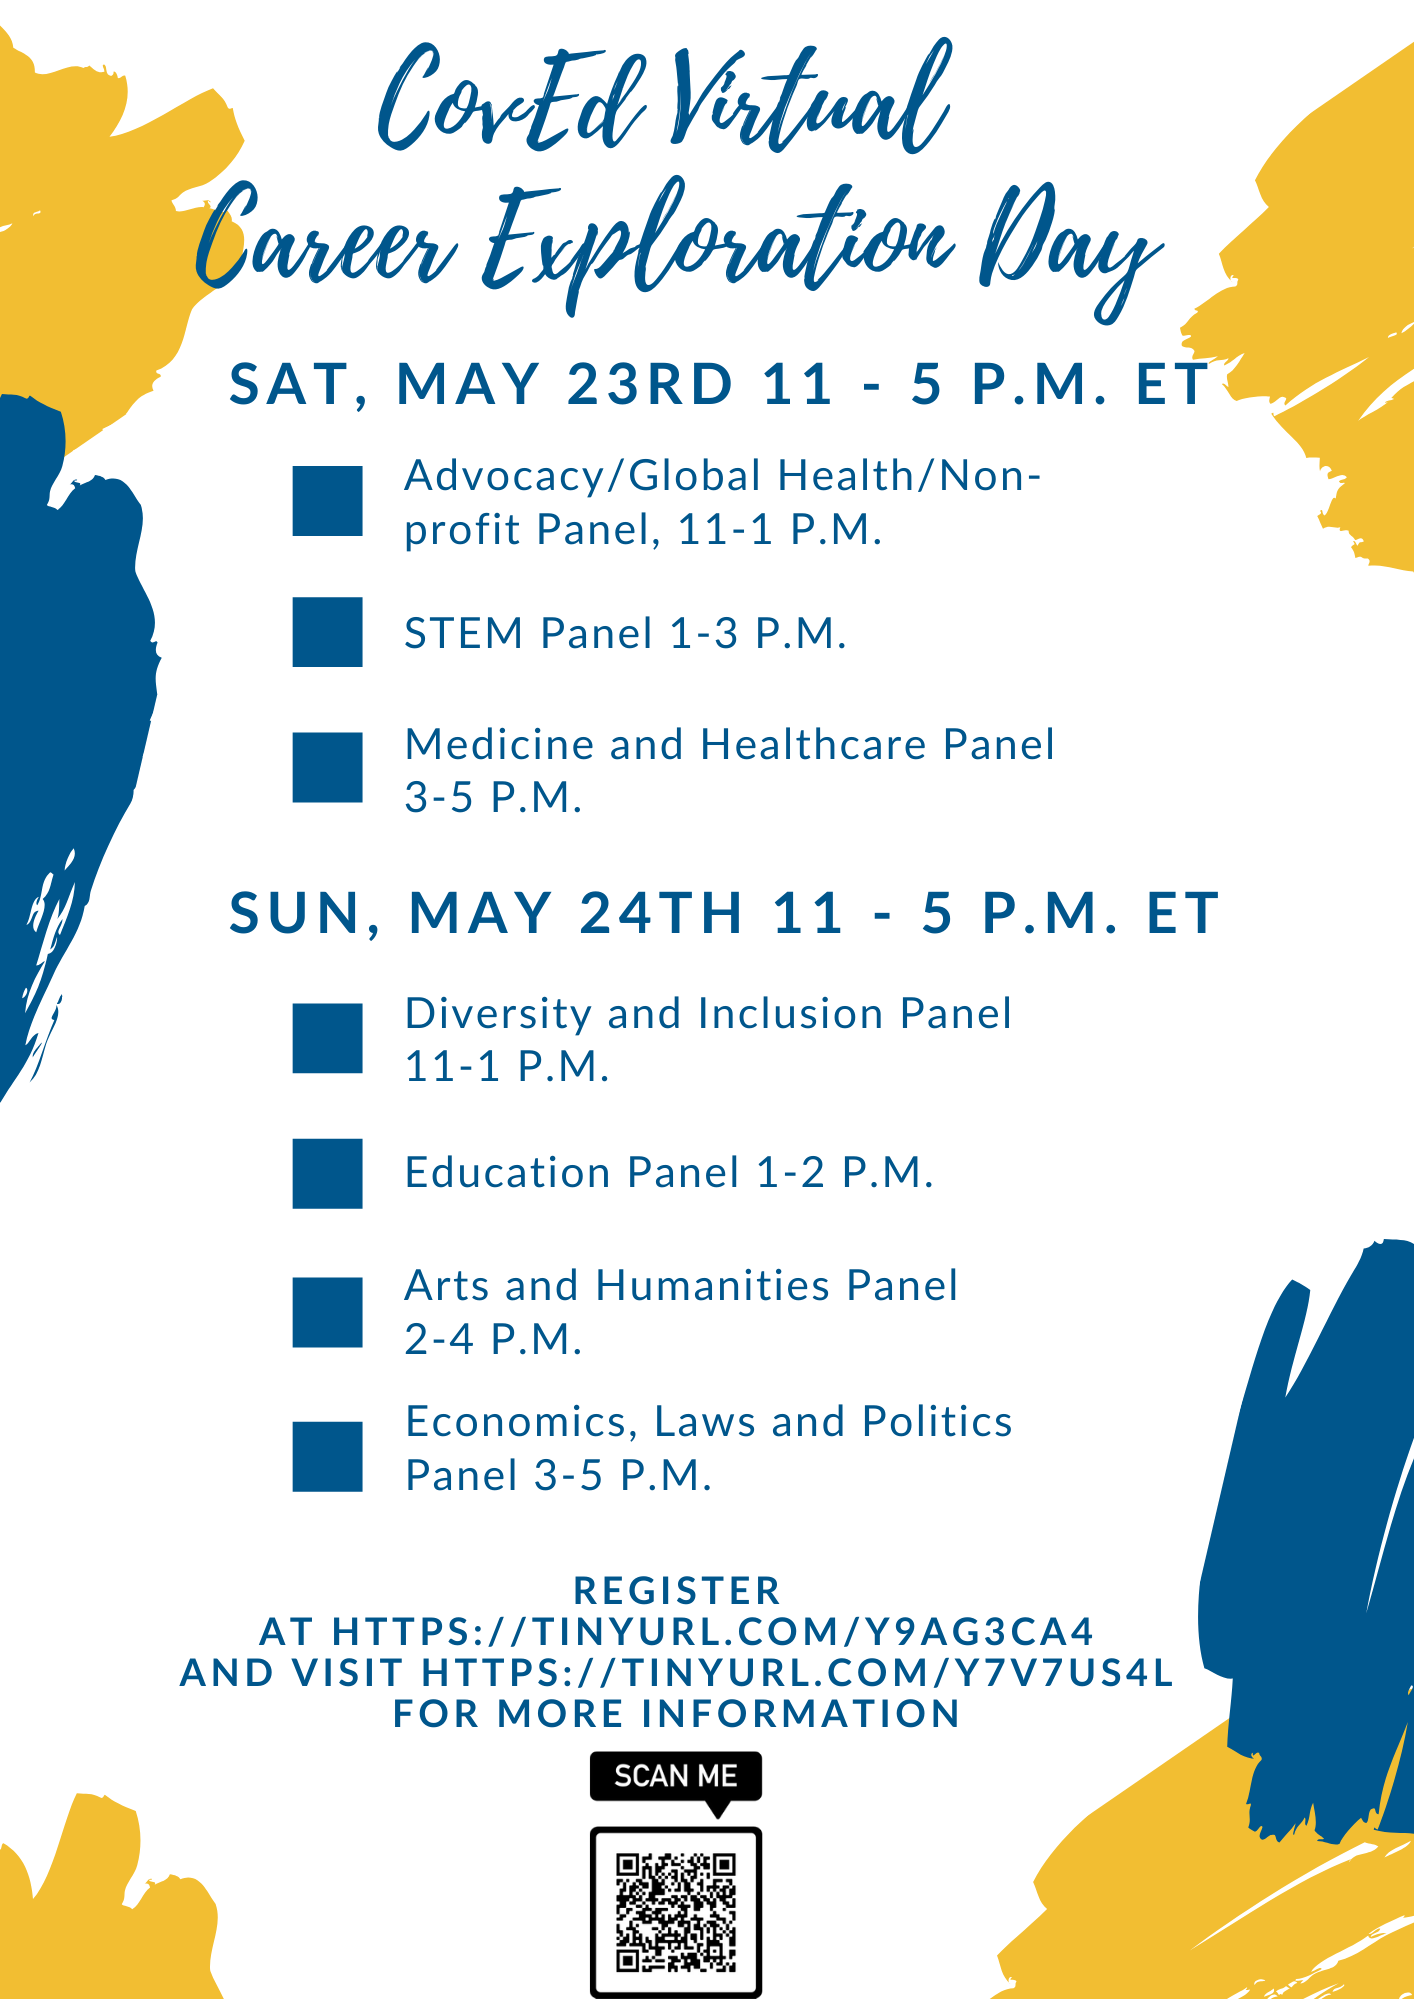 CovEd Virtual
Career Exploration Day
SAT, MAY 23RD 11 - 5 P.M. ET
Advocacy/Global Health/Non-
profit Panel, 11-1 P.M.
STEM Panel 1-3 P.M.
Medicine and Healthcare Panel
3-5 P.M.
SUN, MAY 24TH 11 - 5 P.M. ET
Diversity and Inclusion Panel
11-1 P.M.
Education Panel 1-2 P.M.
Arts and Humanities Panel
2-4 P.M.
Economics, Laws and Politics
Panel 3-5 P.M.
REGISTER
AT HTTPS://TINYURL.COM/Y9AG3CA4
AND VISIT HTTPS://TINYURL.COM/Y7V7US4L
FOR MORE INFORMATION
SCAN ME